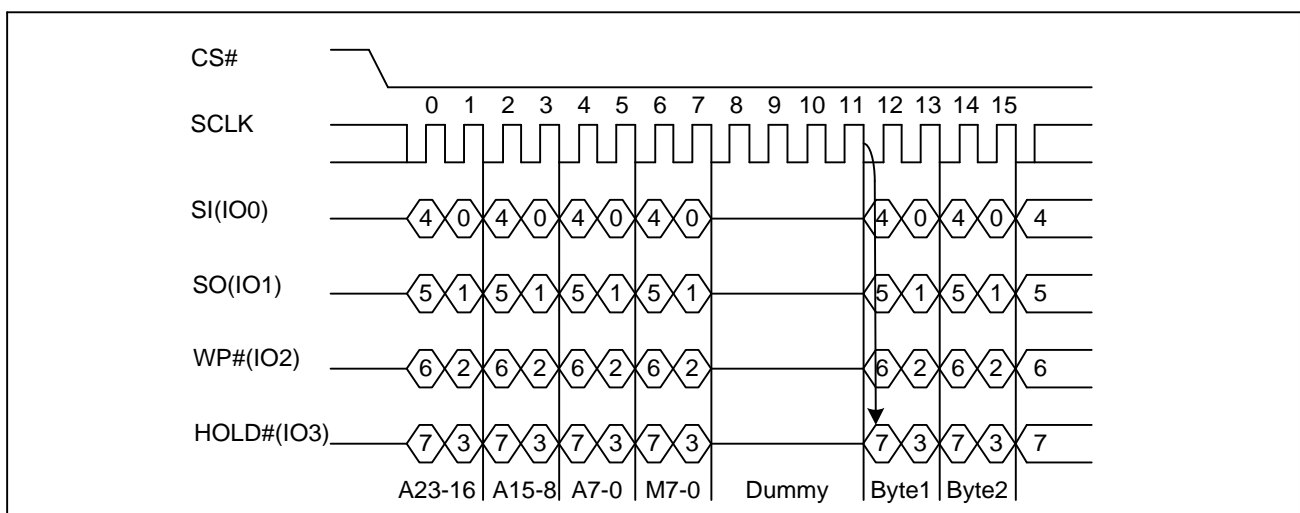 CS#
0 1 2 3 4 5 6 7 8 9 10 11 12 13 14 15
SCLK
SI(IO0) 4 0 4 0 4 0 4 0 4 0 4 0 4
SO(IO1) 5 1 5 1 5 1 5 1 5 1 5 1 5
WP#(IO2) 6 2 6 2 6 2 6 2 6 2 6 2 6
HOLD#(IO3) 7 3 7 3 7 3 7 3 7 3 7 3 7
A23-16 A15-8 A7-0 M7-0 Dummy Byte1 Byte2